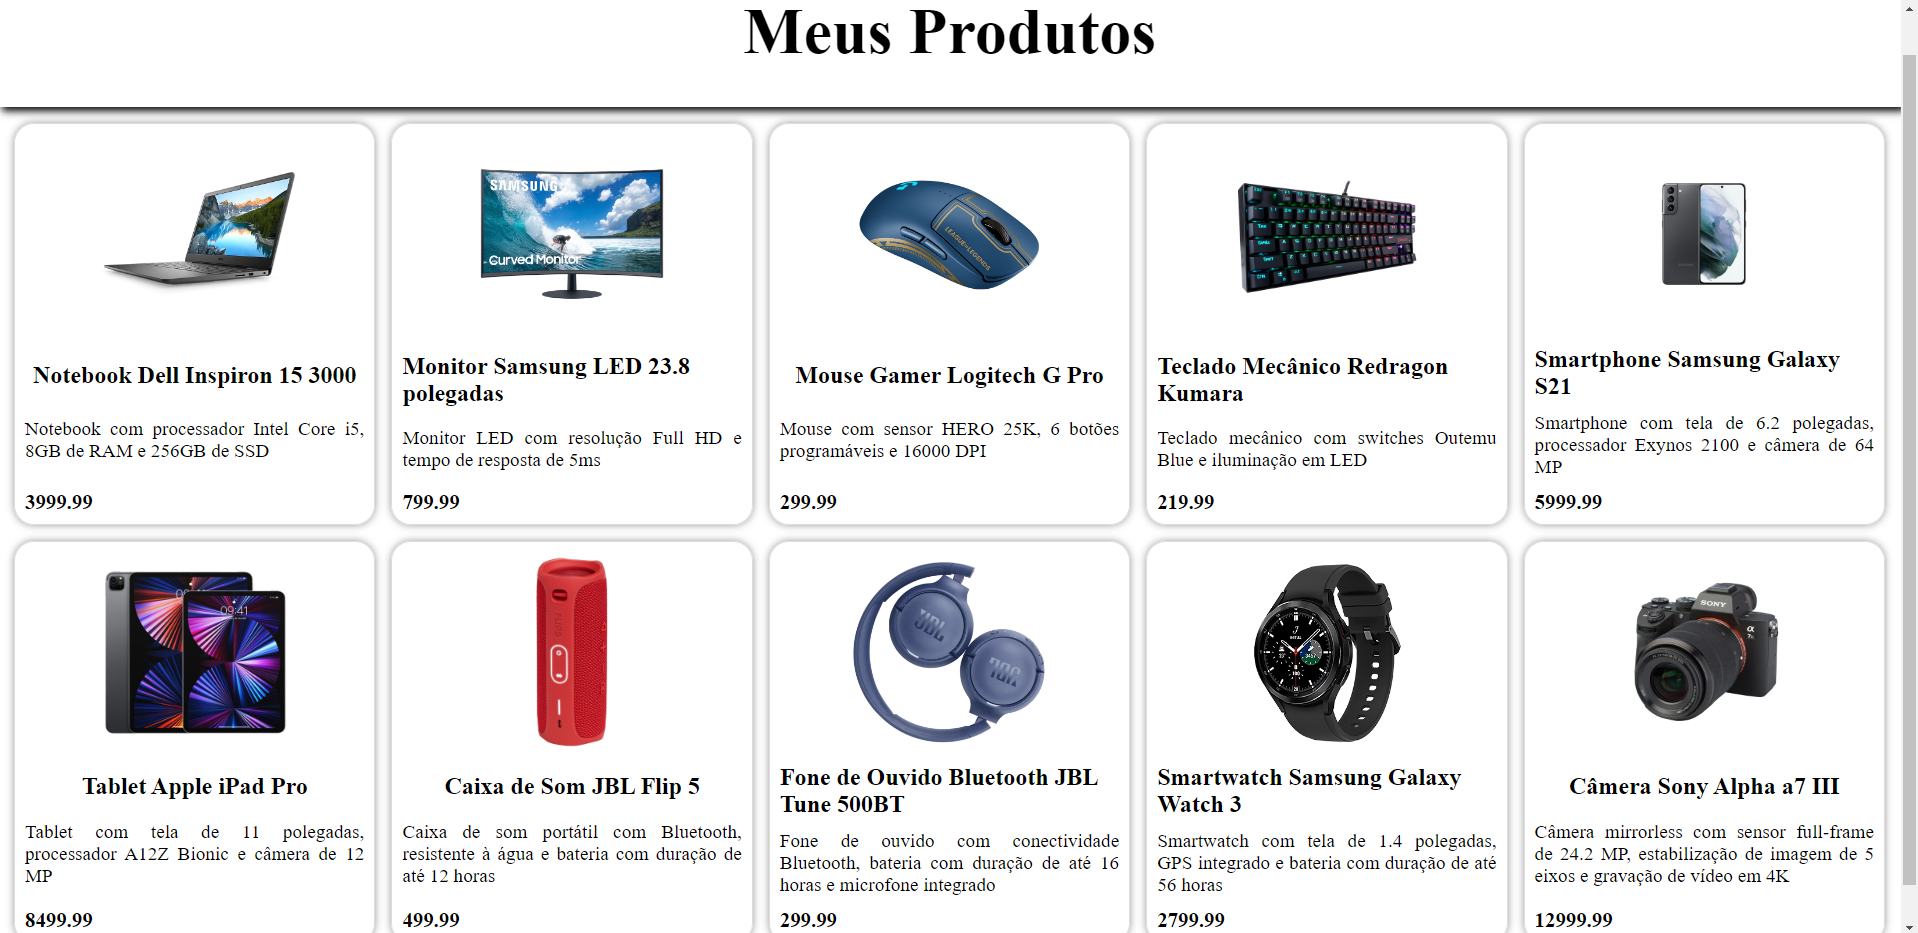 Meus Produtos
SAMSUNG
Curved Monitor
LEAGUE OF LEGENDS
Notebook Dell Inspiron 15 3000
Notebook com processador Intel Core i5,
8GB de RAM e 256GB de SSD
3999.99
Monitor Samsung LED 23.8
polegadas
Monitor LED com resolução Full HD e
tempo de resposta de 5ms
799.99
Mouse Gamer Logitech G Pro
Mouse com sensor HERO 25K, 6 botões
programáveis e 16000 DPI
299.99
Teclado Mecânico Redragon
Kumara
Teclado mecânico com switches Outemu
Blue e iluminação em LED
219.99
Smartphone Samsung Galaxy
S21
Smartphone com tela de 6.2 polegadas,
processador Exynos 2100 e câmera de 64
MP
5999.99
09:41
JBL
JBL
SONY
Tablet Apple iPad Pro
Tablet com tela de 11 polegadas,
processador A12Z Bionic e câmera de 12
MP
8499.99
Caixa de Som JBL Flip 5
Caixa de som portátil com Bluetooth,
resistente à água e bateria com duração de
até 12 horas
499.99
Fone de Ouvido Bluetooth JBL
Tune 500BT
Fone de ouvido com conectividade
Bluetooth, bateria com duração de até 16
horas e microfone integrado
299.99
Smartwatch Samsung Galaxy
Watch 3
Smartwatch com tela de 1.4 polegadas,
GPS integrado e bateria com duração de até
56 horas
2799.99
Câmera Sony Alpha a7 III
Câmera mirrorless com sensor full-frame
de 24.2 MP, estabilização de imagem de 5
eixos e gravação de vídeo em 4K
12999.99